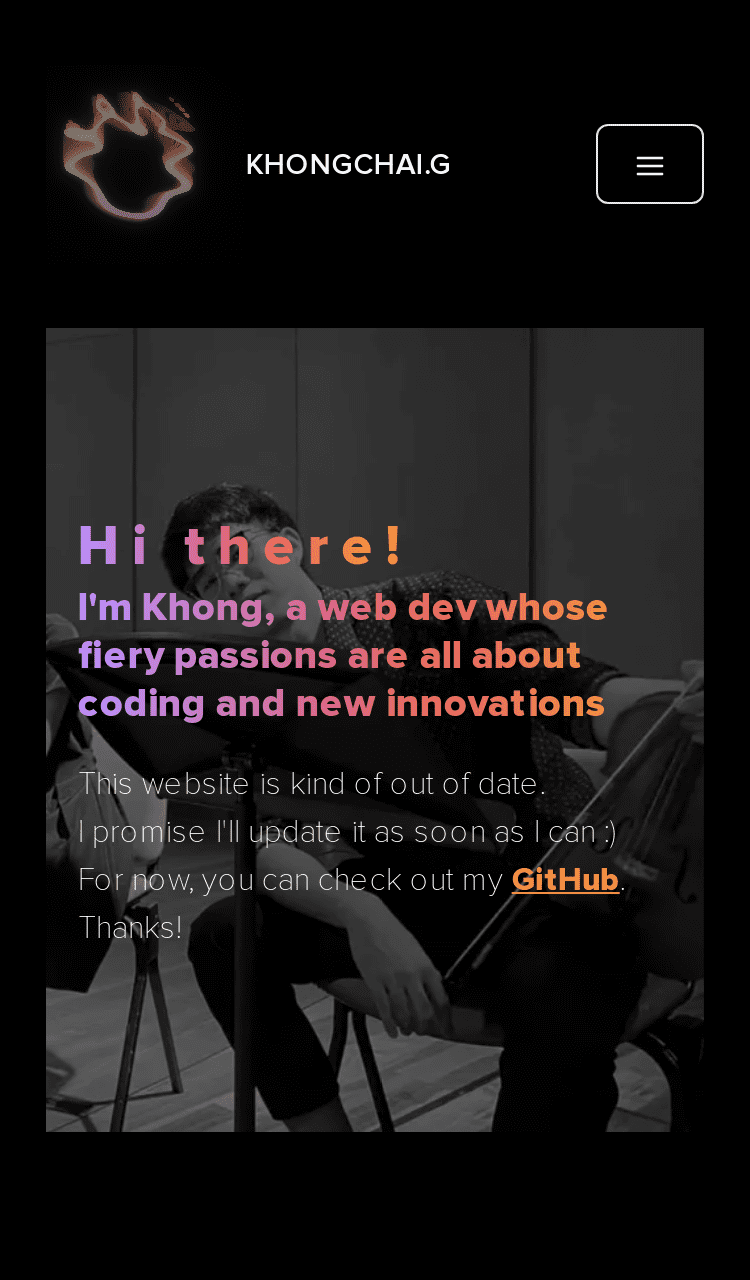 KHONGCHAI.G
Hi there!
I'm Khong, a web dev whose
fiery passions are all about
coding and new innovations
This website is kind of out of date.
I promise I'll update it as soon as I can :)
For now, you can check out my GitHub.
Thanks!